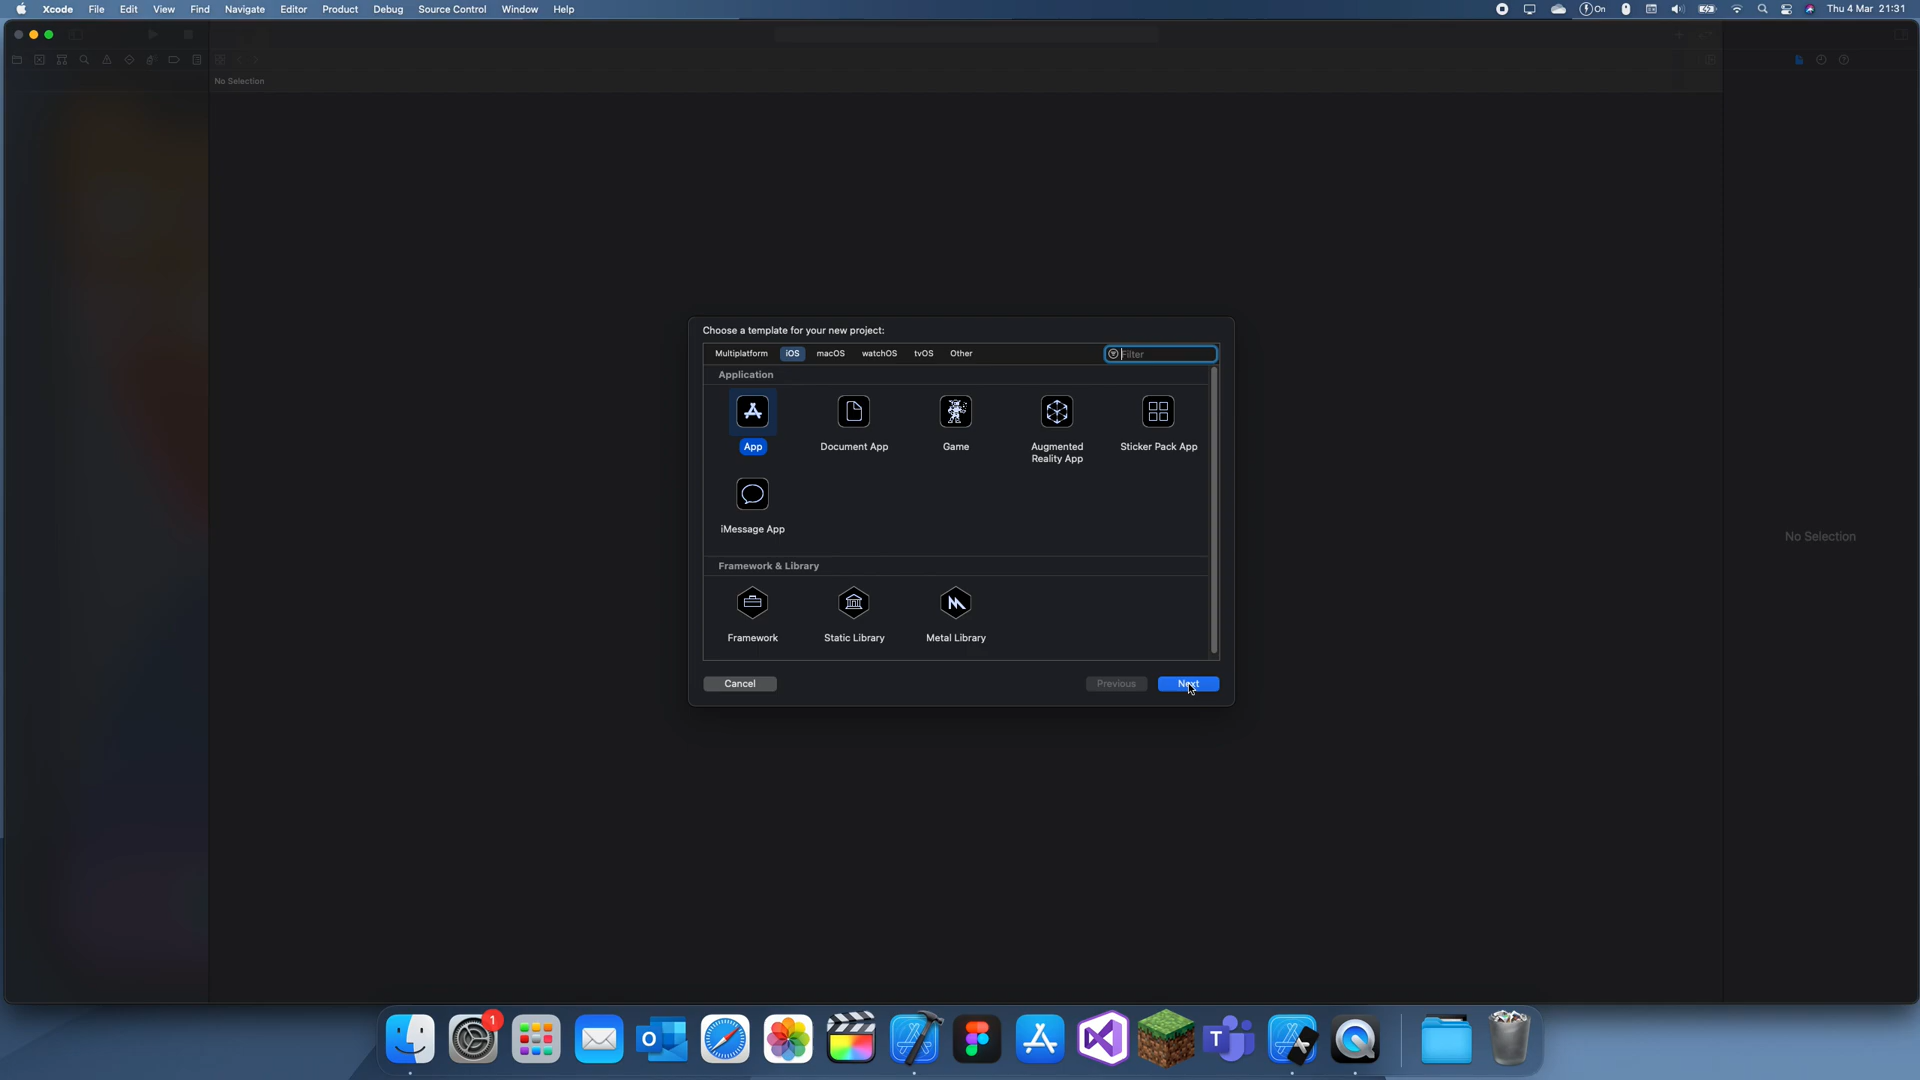 Xcode File Edit View Find Navigate Editor Product Debug Source Control Window Help On Thu 4 Mar 21:31
No Selection
Choose a template for your new project:
Multiplatform iOS macOS watchOS tvOS Other Filter
Application
App Document App Game Augmented Reality App Sticker Pack App
iMessage App
No Selection
Framework & Library
Framework Static Library Metal Library
Cancel Previous Next
1